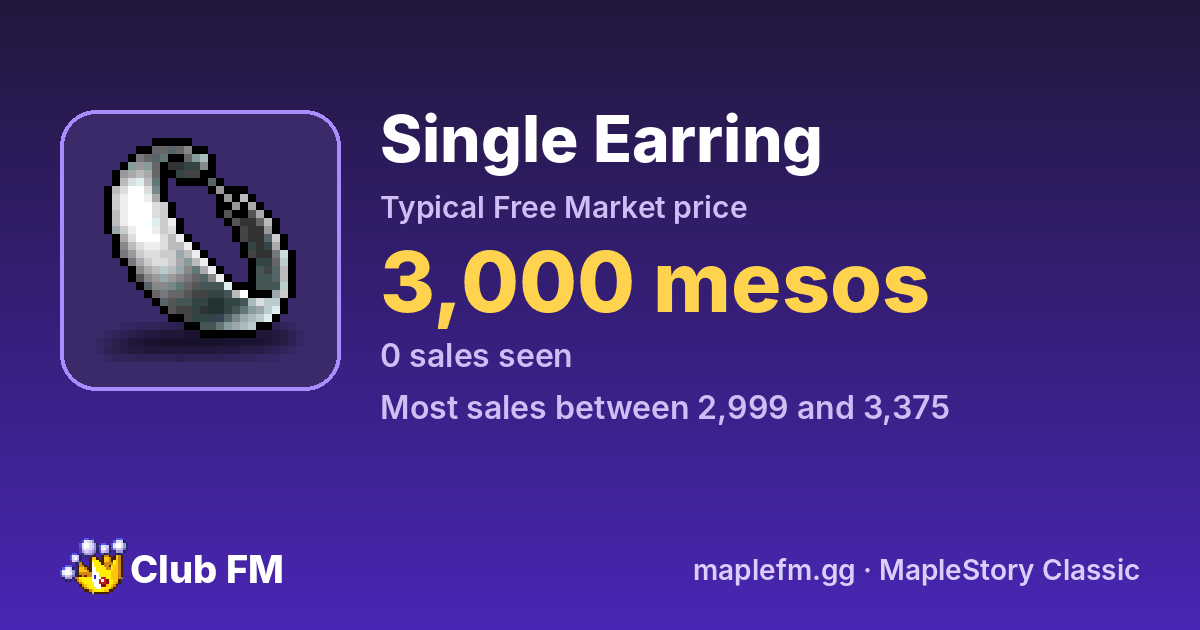 Single Earring
Typical Free Market price
3,000 mesos
0 sales seen
Most sales between 2,999 and 3,375
Club FM
maplefm.gg · MapleStory Classic